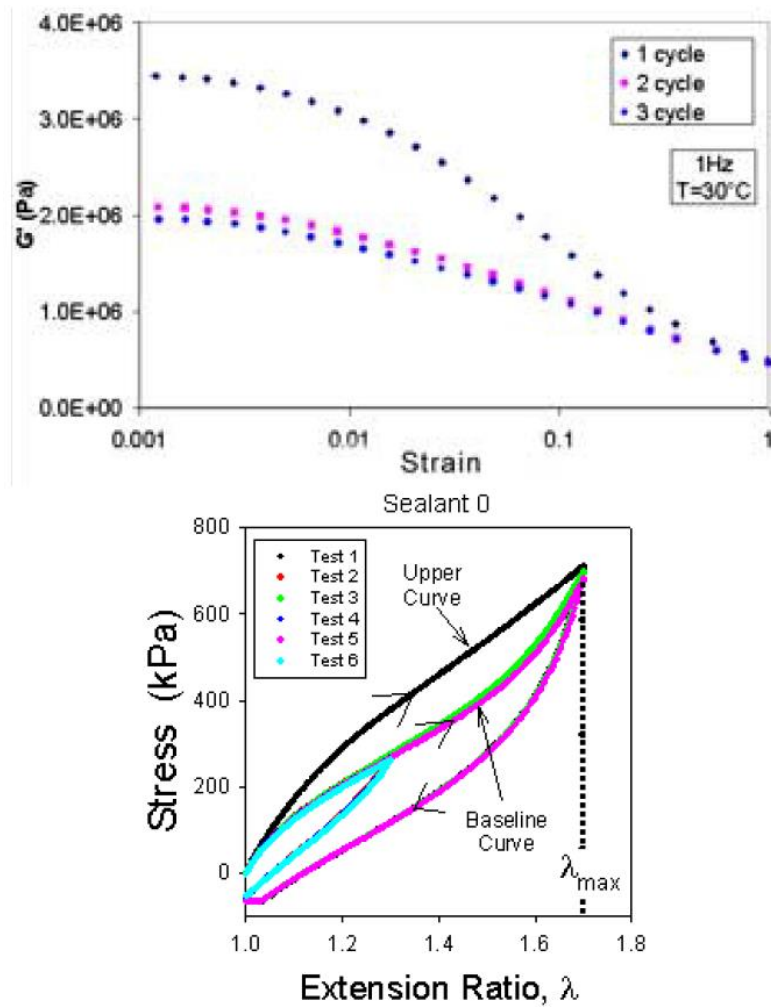 4.0E+06
3.0E+06
2.0E+06
1.0E+06
0.0E+00
G' (Pa)
1 cycle
2 cycle
3 cycle
1Hz
T=30°C
0.001
0.01
0.1
1
Strain
Sealant 0
800
600
400
200
0
Stress (kPa)
Test 1
Test 2
Test 3
Test 4
Test 5
Test 6
Upper
Curve
Baseline
Curve
λmax
1.0
1.2
1.4
1.6
1.8
Extension Ratio, λ